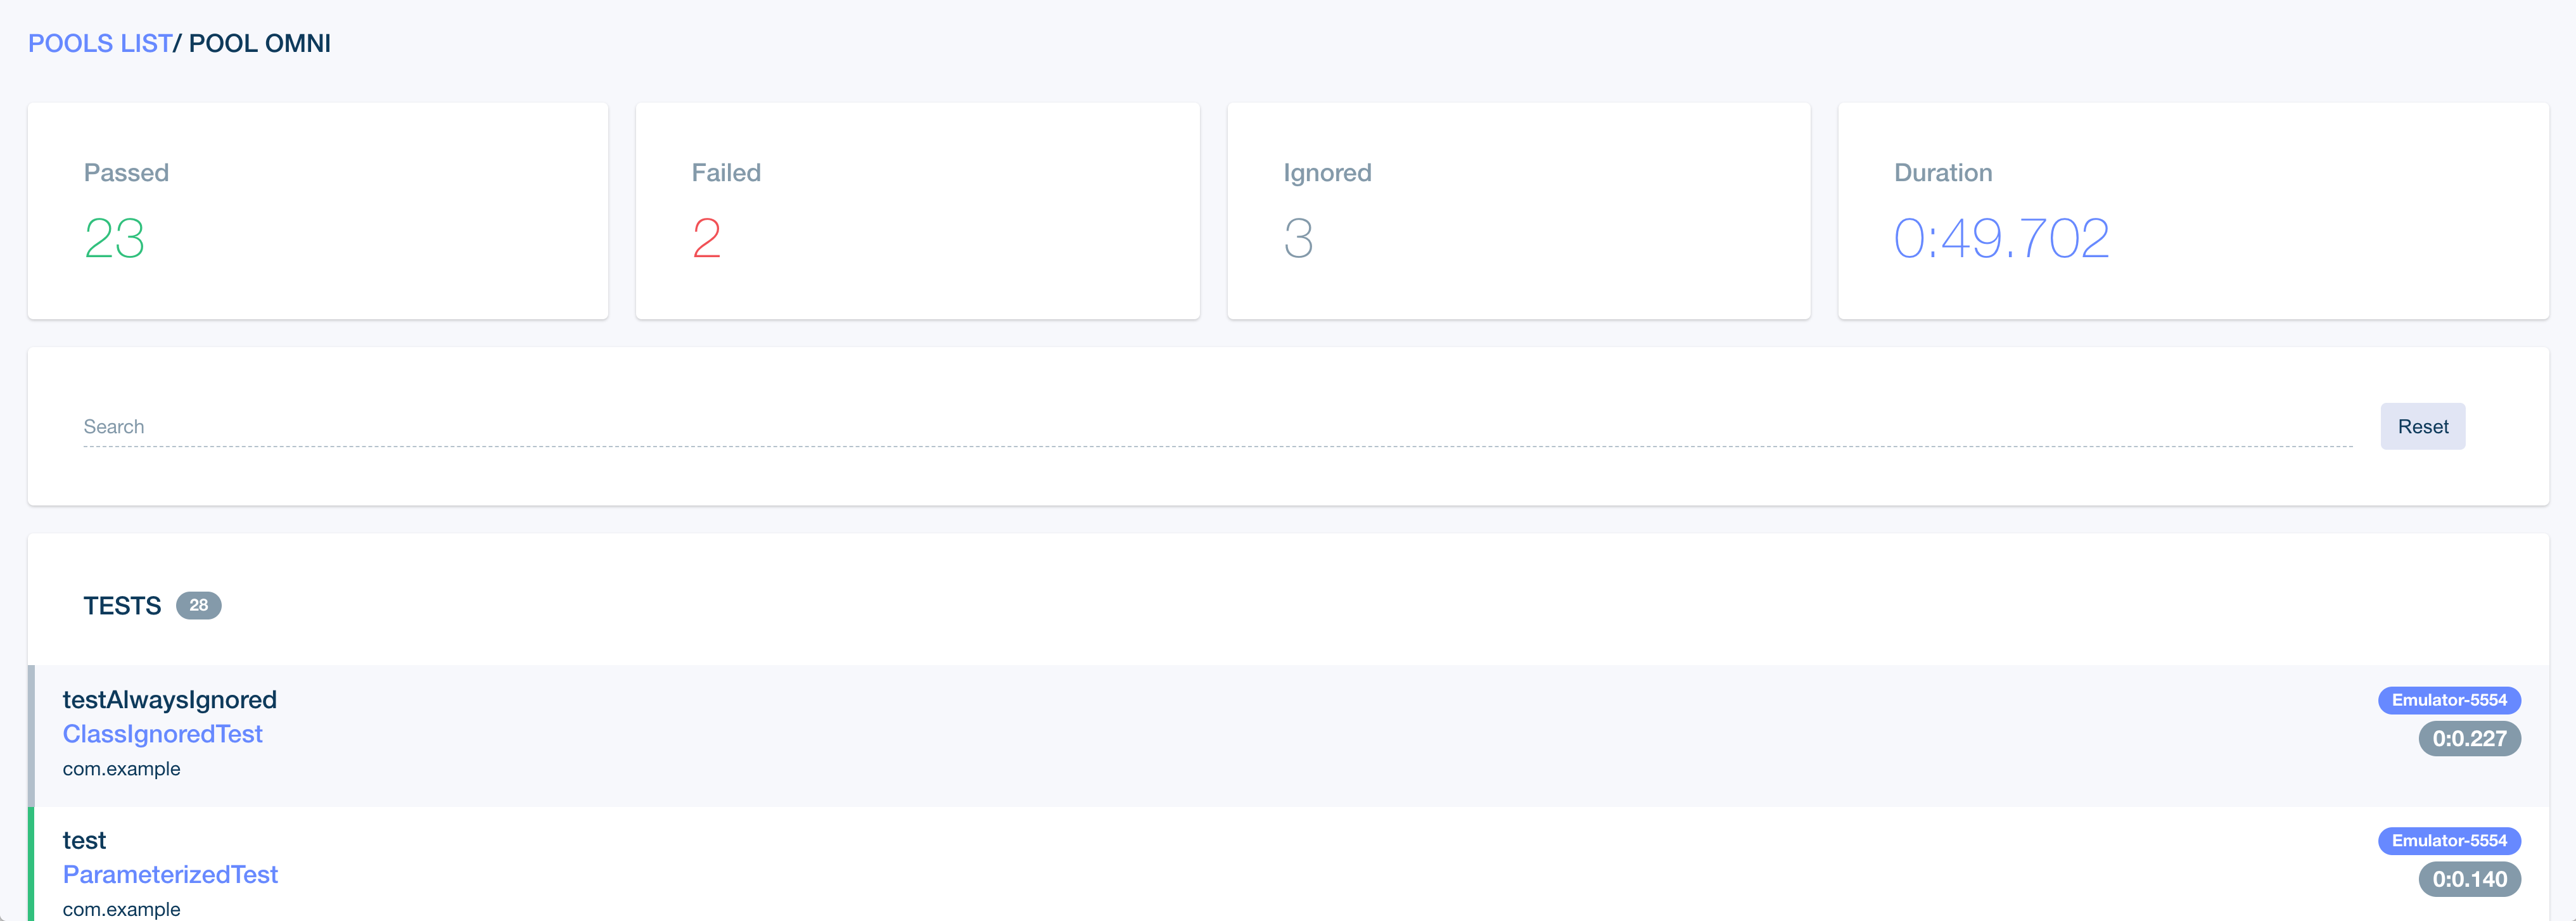 POOLS LIST/ POOL OMNI
Passed
23
Failed
2
Ignored
3
Duration
0:49.702
Search
Reset
TESTS 28
testAlwaysIgnored
Emulator-5554
ClassIgnoredTest
0:0.227
com.example
test
Emulator-5554
ParameterizedTest
0:0.140
com.example